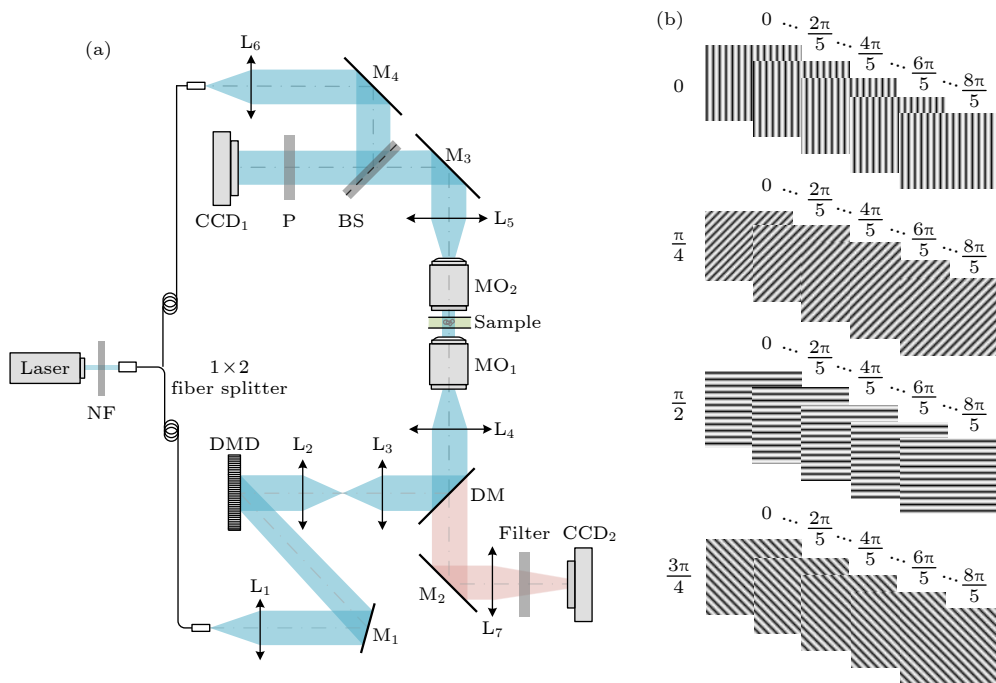 (a)
L₆
M₄
M₃
CCD₁
P
BS
L₅
MO₂
Sample
MO₁
Laser
NF
1×2
fiber splitter
L₄
DMD
L₂
L₃
DM
Filter
CCD₂
L₁
M₁
M₂
L₇
(b)
0
0 ... 2π/5 ... 4π/5 ... 6π/5 ... 8π/5
π/4
0 ... 2π/5 ... 4π/5 ... 6π/5 ... 8π/5
π/2
0 ... 2π/5 ... 4π/5 ... 6π/5 ... 8π/5
3π/4
0 ... 2π/5 ... 4π/5 ... 6π/5 ... 8π/5